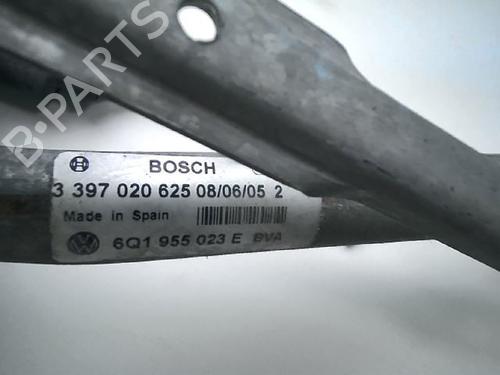 B-PARTS
BOSCH
3 397 020 625 08/06/05 2
Made in Spain
6Q1 955 023 E BVA